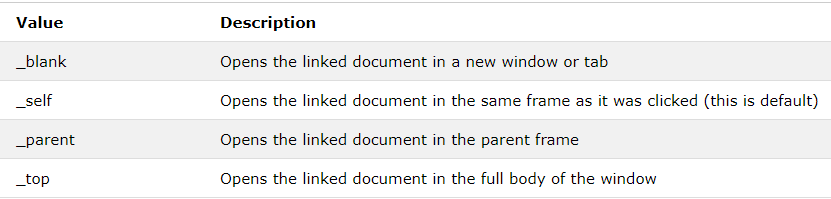 Value Description
_blank Opens the linked document in a new window or tab
_self Opens the linked document in the same frame as it was clicked (this is default)
_parent Opens the linked document in the parent frame
_top Opens the linked document in the full body of the window